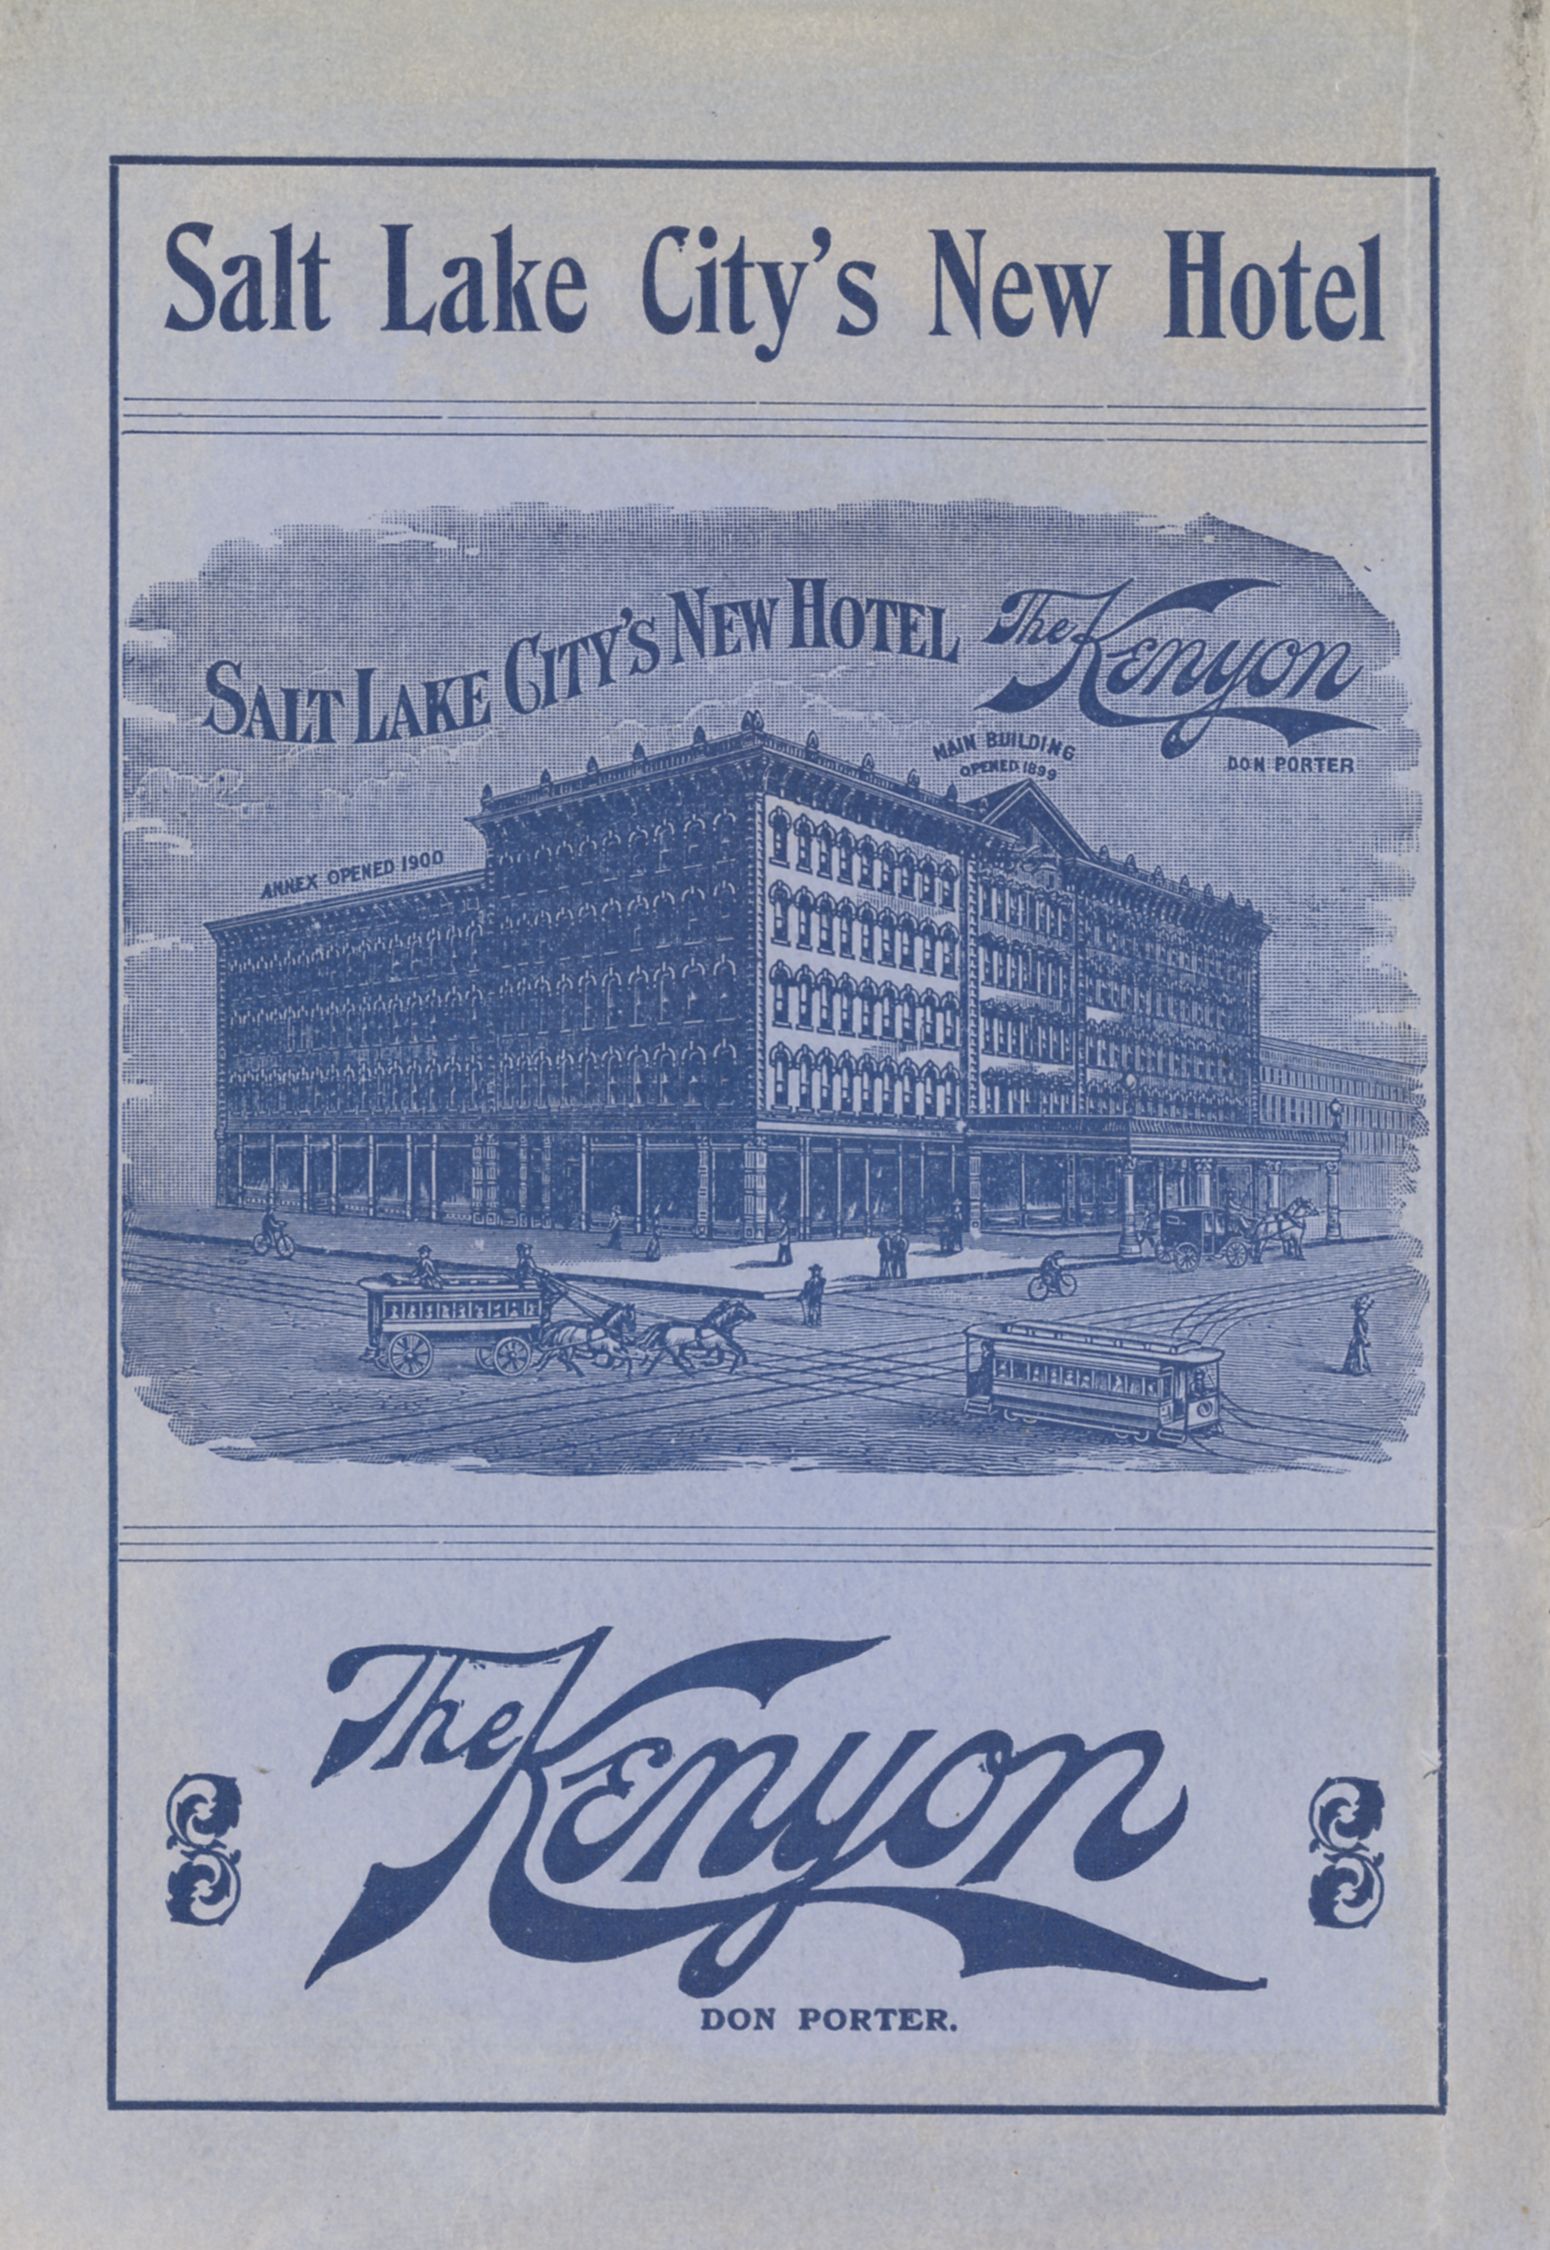 Salt Lake City's New Hotel
SALT LAKE CITY'S NEW HOTEL
The Kenyon
DON PORTER
MAIN BUILDING
OPENED 1899
ANNEX OPENED 1900
The Kenyon
DON PORTER.